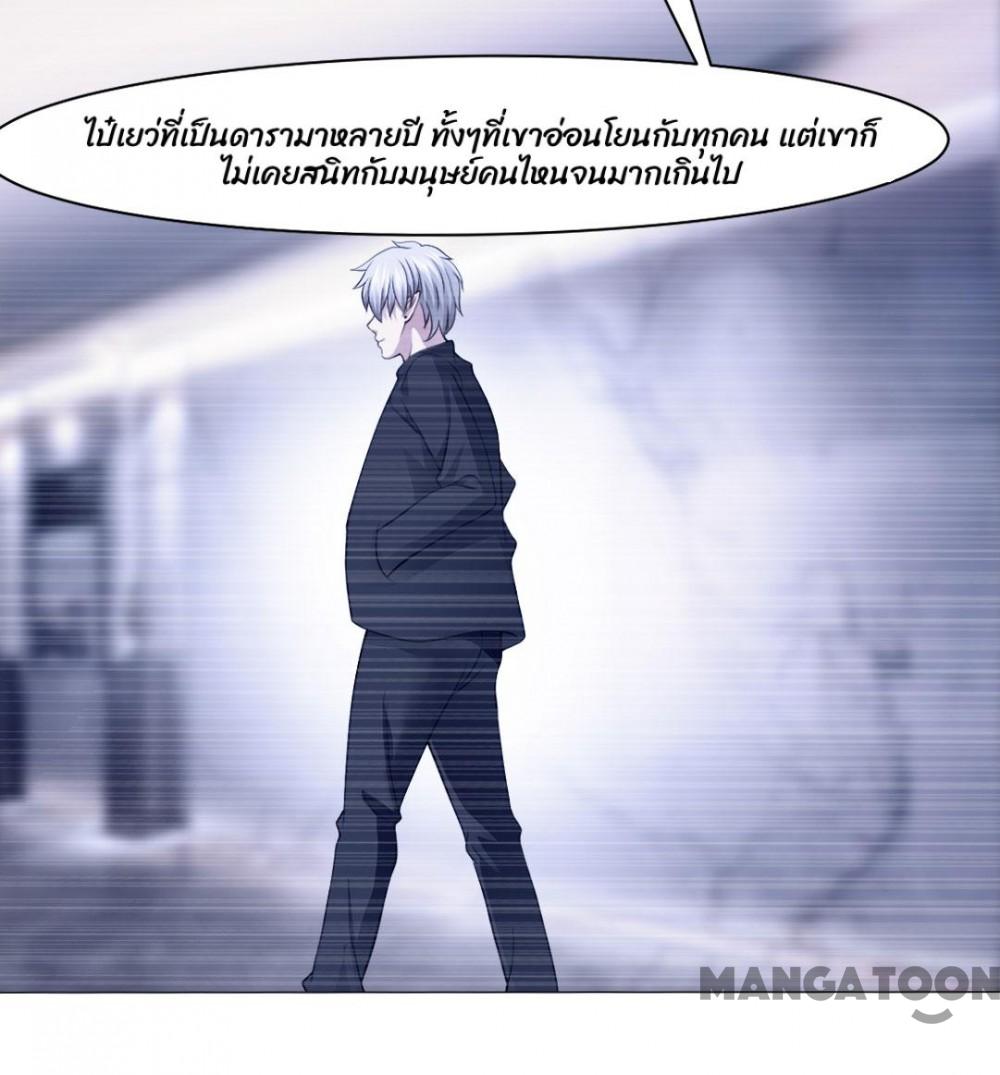 ไป๋เยว่ที่เป็นดารามาหลายปี ทั้งๆที่เขาอ่อนโยนกับทุกคน แต่เขาก็
ไม่เคยสนิทกับมนุษย์คนไหนจนมากเกินไป
MANGATOON